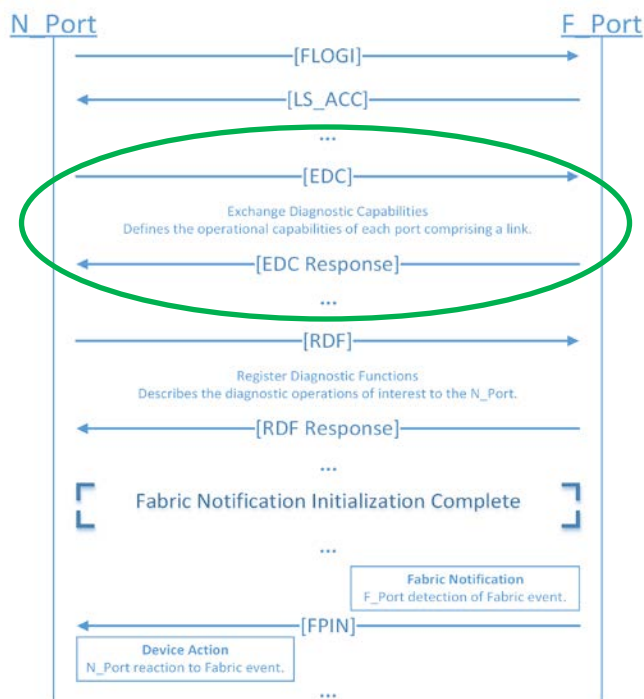 N_Port F_Port
[FLOGI]
[LS_ACC]
...
[EDC]
Exchange Diagnostic Capabilities
Defines the operational capabilities of each port comprising a link.
[EDC Response]
...
[RDF]
Register Diagnostic Functions
Describes the diagnostic operations of interest to the N_Port.
[RDF Response]
...
Fabric Notification Initialization Complete
...
Fabric Notification
F_Port detection of Fabric event.
[FPIN]
Device Action
N_Port reaction to Fabric event.
...